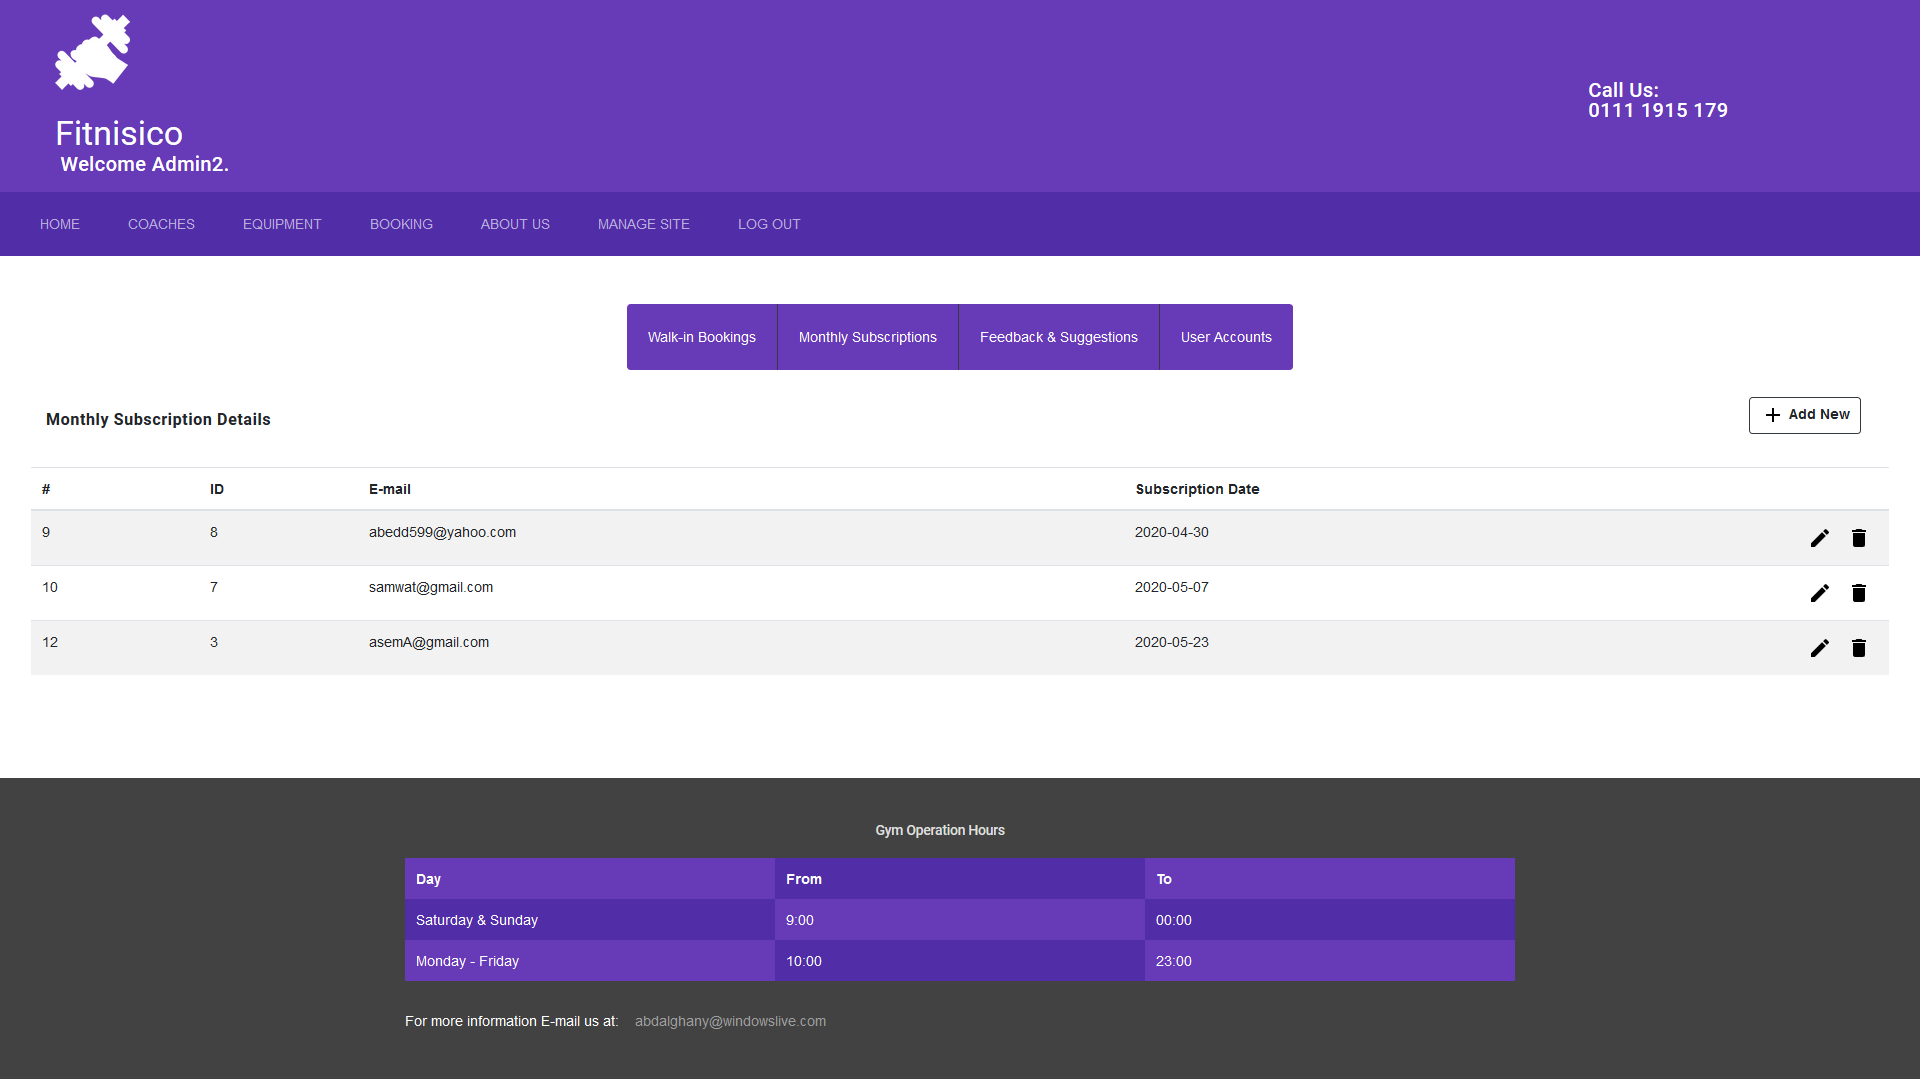 Fitnisico
Welcome Admin2.
Call Us:
0111 1915 179
HOME COACHES EQUIPMENT BOOKING ABOUT US MANAGE SITE LOG OUT
Walk-in Bookings Monthly Subscriptions Feedback & Suggestions User Accounts
Monthly Subscription Details
Add New
# ID E-mail Subscription Date
9 8 abedd599@yahoo.com 2020-04-30
10 7 samwat@gmail.com 2020-05-07
12 3 asemA@gmail.com 2020-05-23
Gym Operation Hours
Day From To
Saturday & Sunday 9:00 00:00
Monday - Friday 10:00 23:00
For more information E-mail us at: abdalghany@windowslive.com